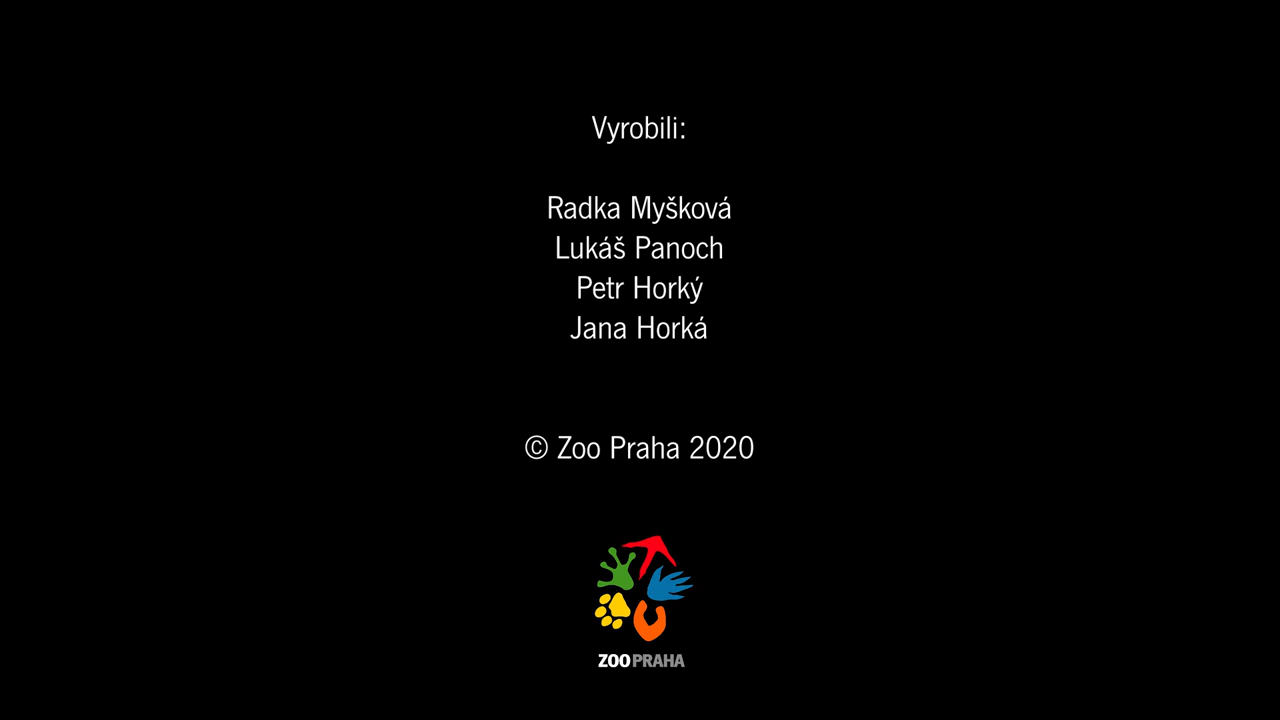 Vyrobili:
Radka Myšková
Lukáš Panoch
Petr Horký
Jana Horká
© Zoo Praha 2020
ZOO PRAHA